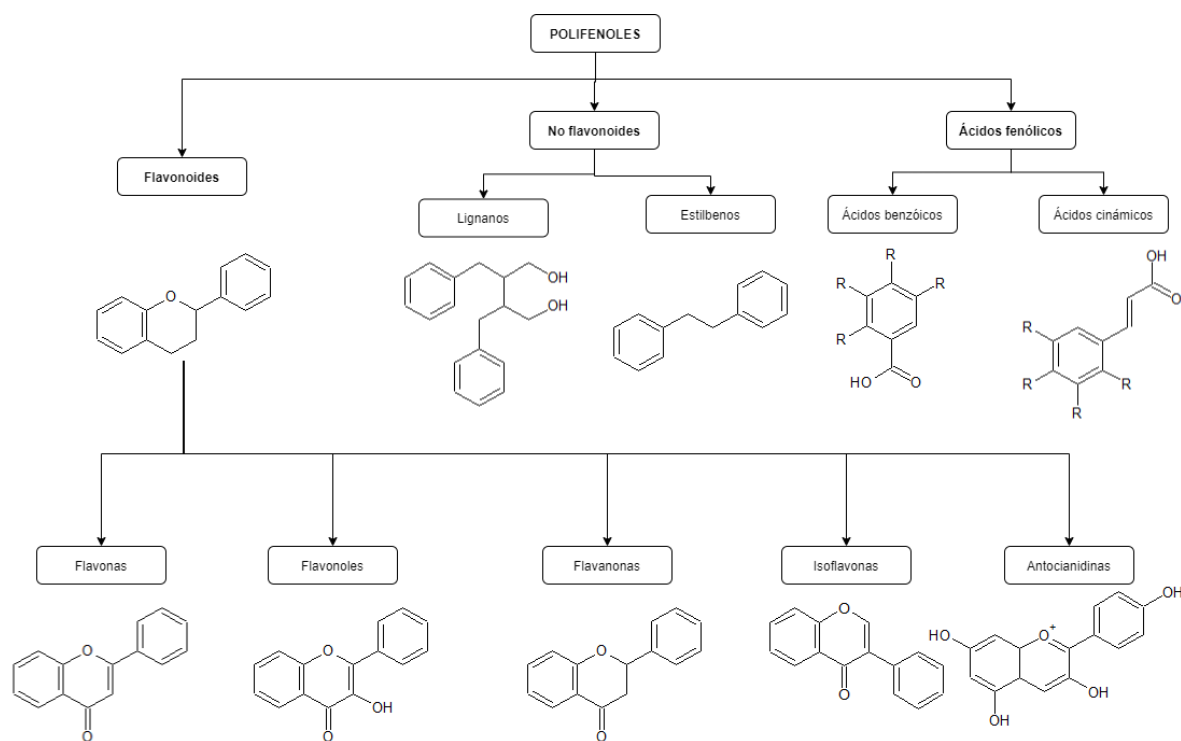 POLIFENOLES
No flavonoides
Ácidos fenólicos
Flavonoides
Lignanos
Estilbenos
Ácidos benzóicos
Ácidos cinámicos
O
OH
OH
R
R
R
R
HO
O
OH
O
R
R
R
R
Flavonas
Flavonoles
Flavanonas
Isoflavonas
Antocianidinas
O
O
O
OH
O
O
O
O
O
OH
HO
O+
OH
OH